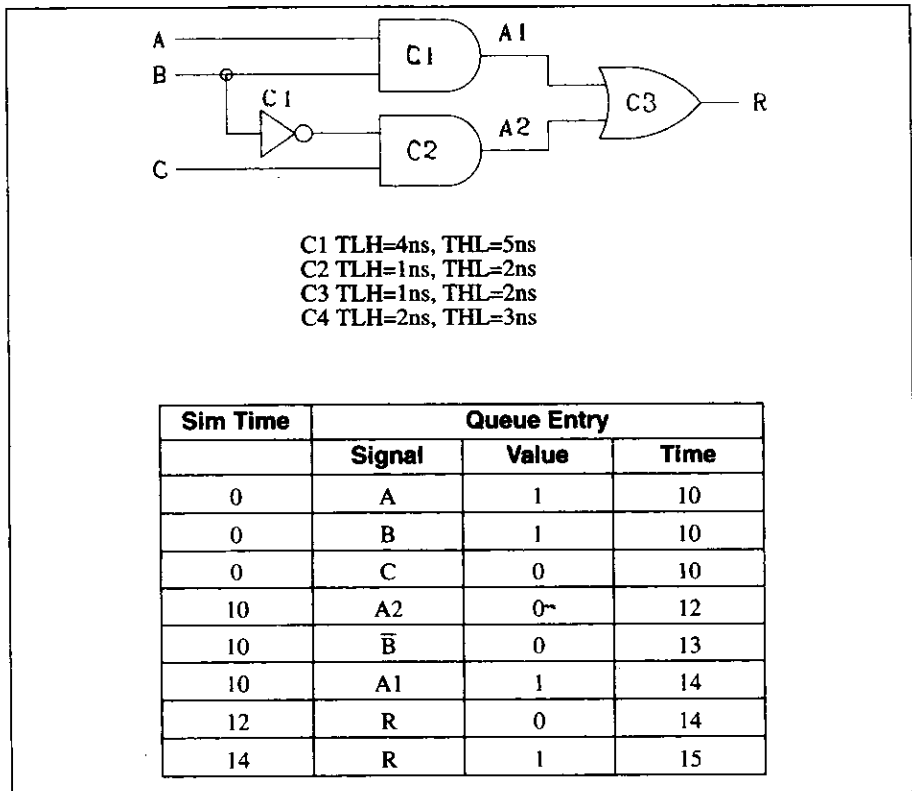 A
B
C
C1
A1
C1
C2
A2
C3
R
C1 TLH=4ns, THL=5ns
C2 TLH=1ns, THL=2ns
C3 TLH=1ns, THL=2ns
C4 TLH=2ns, THL=3ns
Sim Time Queue Entry
Signal Value Time
0 A 1 10
0 B 1 10
0 C 0 10
10 A2 0 12
10 B̅ 0 13
10 A1 1 14
12 R 0 14
14 R 1 15